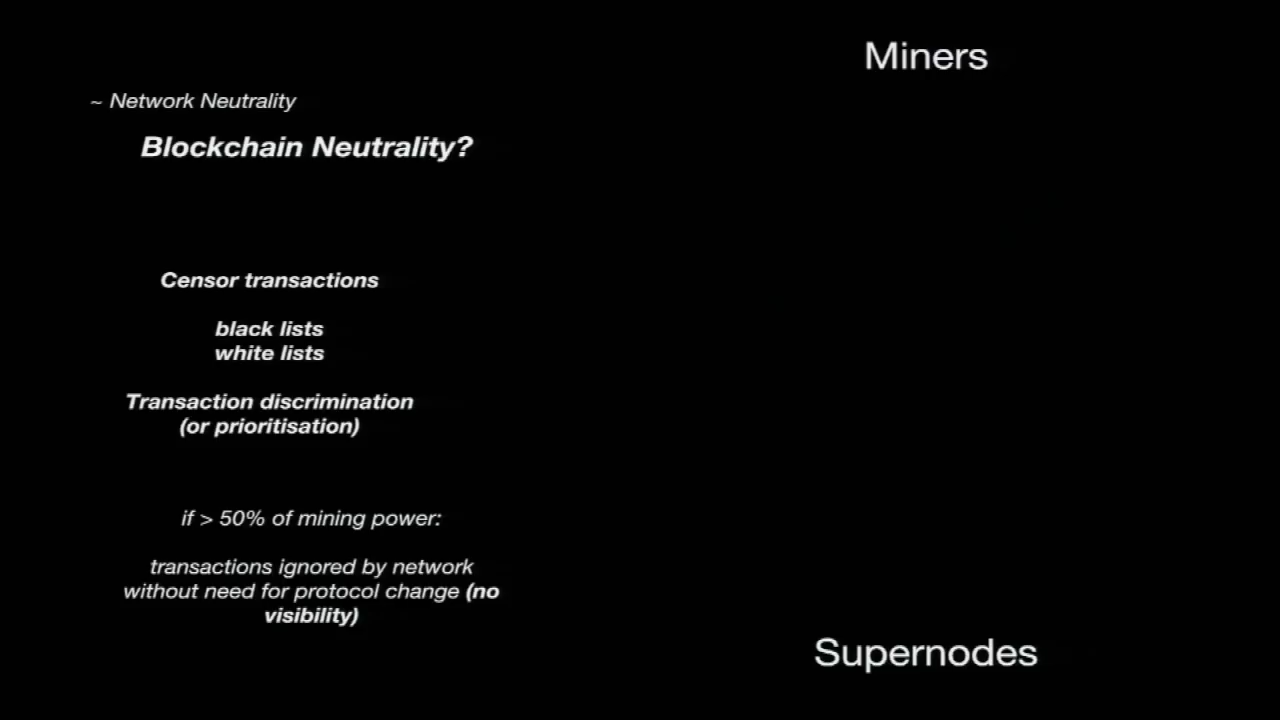 Miners
~ Network Neutrality
Blockchain Neutrality?
Censor transactions
black lists
white lists
Transaction discrimination
(or prioritisation)
if > 50% of mining power:
transactions ignored by network
without need for protocol change (no
visibility)
Supernodes